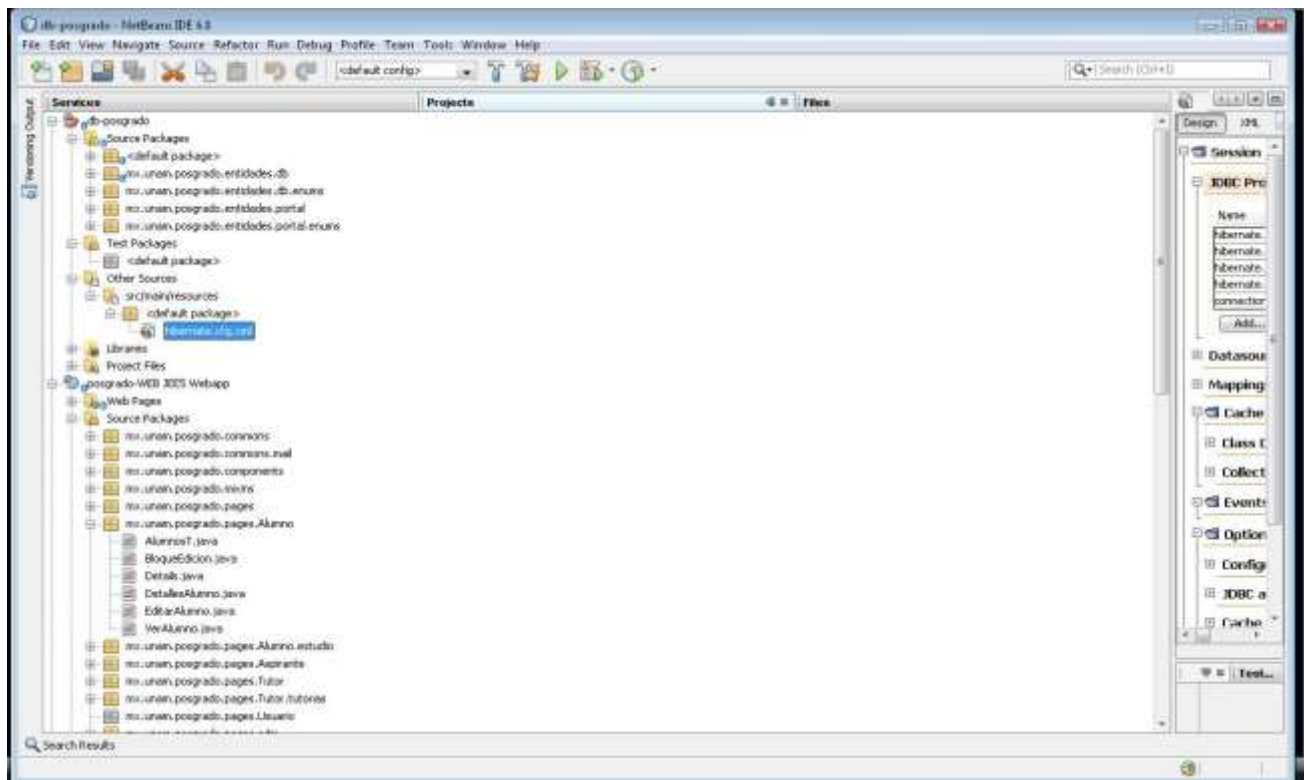 db-posgrado - NetBeans IDE 6.8
File Edit View Navigate Source Refactor Run Debug Profile Team Tools Window Help
<default config>
Search (Ctrl+I)
Services Projects Files
Versioning Output
Design XML
db-posgrado
Source Packages
<default package>
mx.unam.posgrado.entidades.db
mx.unam.posgrado.entidades.db.enums
mx.unam.posgrado.entidades.portal
mx.unam.posgrado.entidades.portal.enums
Test Packages
<default package>
Other Sources
src/main/resources
<default package>
hibernate.cfg.xml
Libraries
Project Files
posgrado-WEB JEE5 Webapp
Web Pages
Source Packages
mx.unam.posgrado.commons
mx.unam.posgrado.commons.mail
mx.unam.posgrado.components
mx.unam.posgrado.mixins
mx.unam.posgrado.pages
mx.unam.posgrado.pages.Alumno
AlumnosT.java
BloqueEdicion.java
Details.java
DetallesAlumno.java
EditarAlumno.java
VerAlumno.java
mx.unam.posgrado.pages.Alumno.estudio
mx.unam.posgrado.pages.Aspirante
mx.unam.posgrado.pages.Tutor
mx.unam.posgrado.pages.Tutor.tutorias
mx.unam.posgrado.pages.Usuario
Session
JDBC Pro
Name
hibernate.
hibernate.
hibernate.
hibernate.
connection
Add...
Datasou
Mapping
Cache
Class C
Collect
Events
Option
Config
JDBC a
Cache
Test...
Search Results